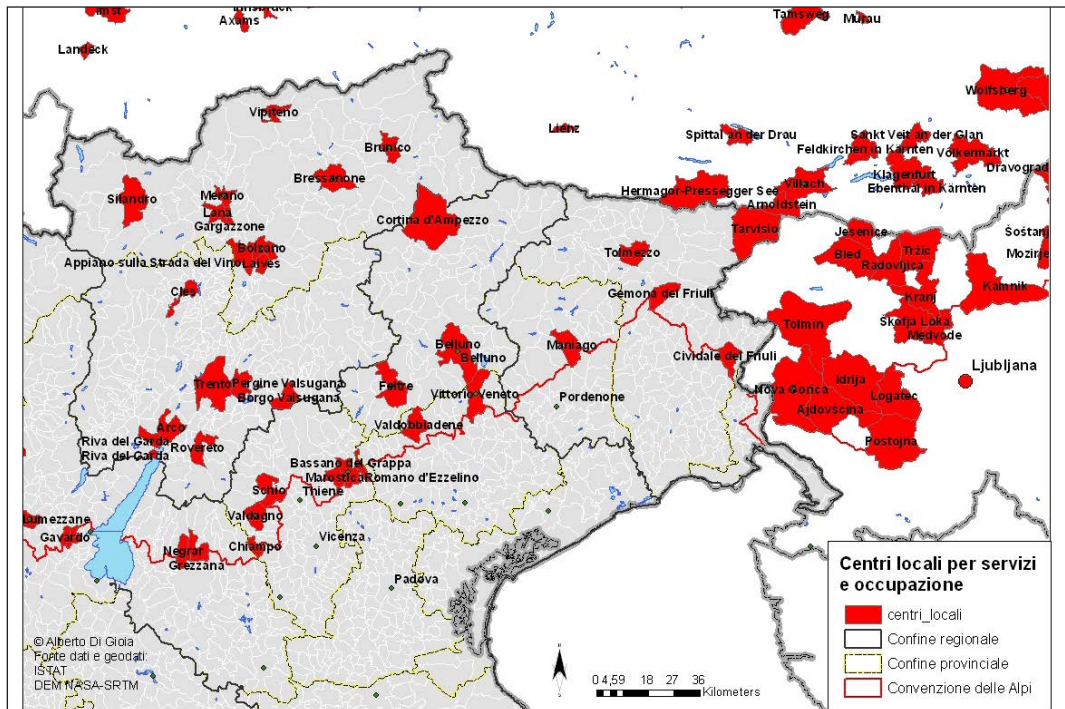 Imst
Innsbruck
Axams
Tamsweg
Murau
Landeck
Wolfsberg
Vipiteno
Lienz
Spittal an der Drau
Sankt Veit an der Glan
Brunico
Feldkirchen in Kärnten
Völkermarkt
Dravograd
Bressanone
Klagenfurt
Villach
Ebenthal in Kärnten
Silandro
Merano
Hermagor-Pressegger See
Lana
Arnoldstein
Gargazzone
Cortina d'Ampezzo
Tarvisio
Jesenice
Šoštanj
Bolzano
Tržic
Mozirje
Tolmezzo
Bled
Appiano sulla Strada del Vino
Laives
Radovljica
Cles
Gemona del Friuli
Kranj
Kamnik
Tolmin
Škofja Loka
Medvode
Belluno
Maniago
Belluno
Cividale del Friuli
Ljubljana
Trento
Pergine Valsugana
Feltre
Idrija
Borgo Valsugana
Vittorio Veneto
Pordenone
Nova Gorica
Logatec
Ajdovščina
Arco
Valdobbiadene
Riva del Garda
Rovereto
Postojna
Riva del Garda
Bassano del Grappa
Marostica
Romano d'Ezzelino
Schio
Thiene
Valdagno
Lumezzane
Gavardo
Vicenza
Chiampo
Negrar
Grezzana
Padova
Centri locali per servizi
e occupazione
centri_locali
Confine regionale
Confine provinciale
Convenzione delle Alpi
© Alberto Di Gioia
Fonte dati e geodati:
ISTAT
DEM NASA-SRTM
0 4,59 18 27 36
Kilometers